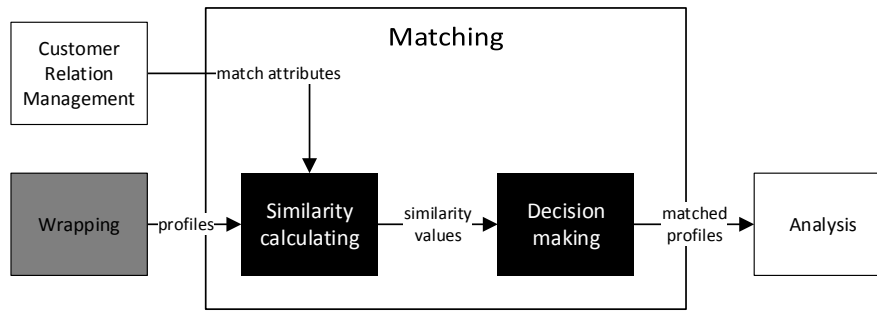 Matching
Customer
Relation
Management
match attributes
Wrapping
profiles
Similarity
calculating
similarity
values
Decision
making
matched
profiles
Analysis